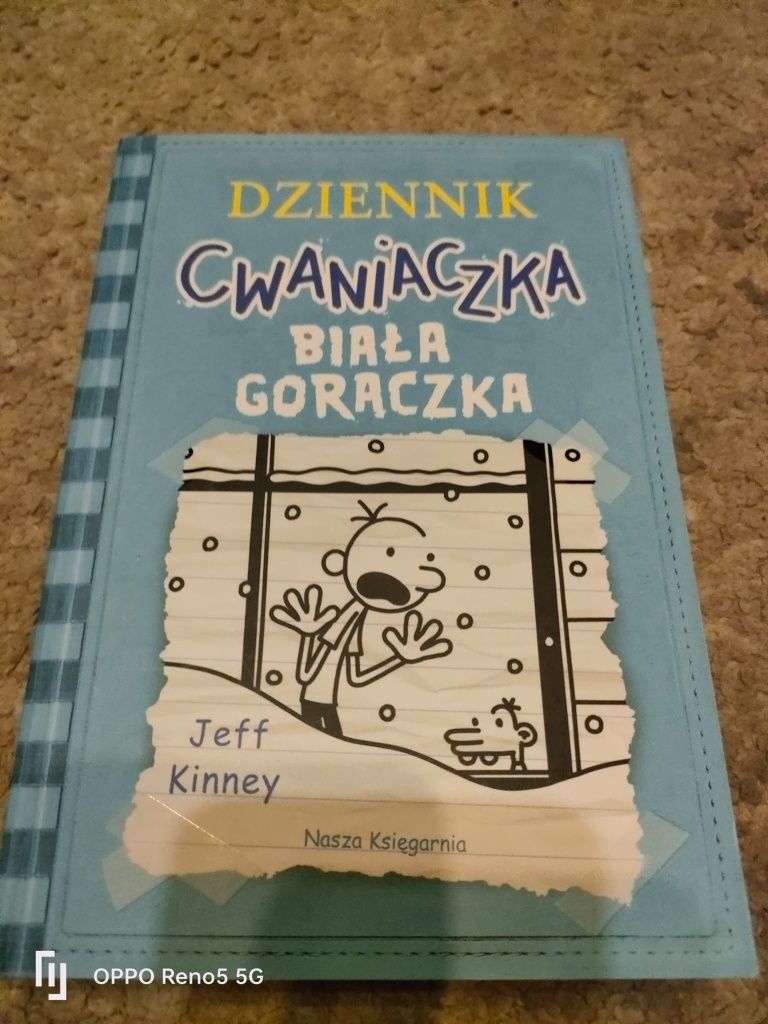 DZIENNIK
CWANIACZKA
BIAŁA
GORĄCZKA
Jeff
Kinney
Nasza Księgarnia
OPPO Reno5 5G